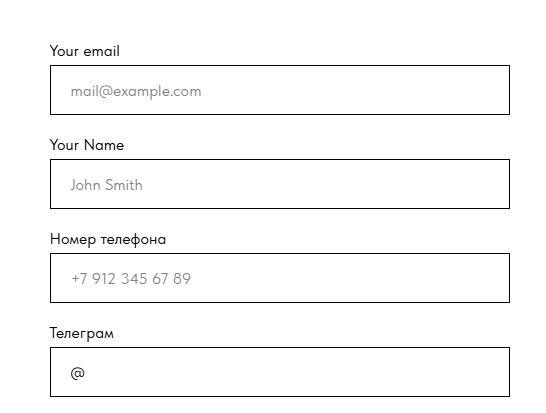 Your email
mail@example.com
Your Name
John Smith
Номер телефона
+7 912 345 67 89
Телеграм
@